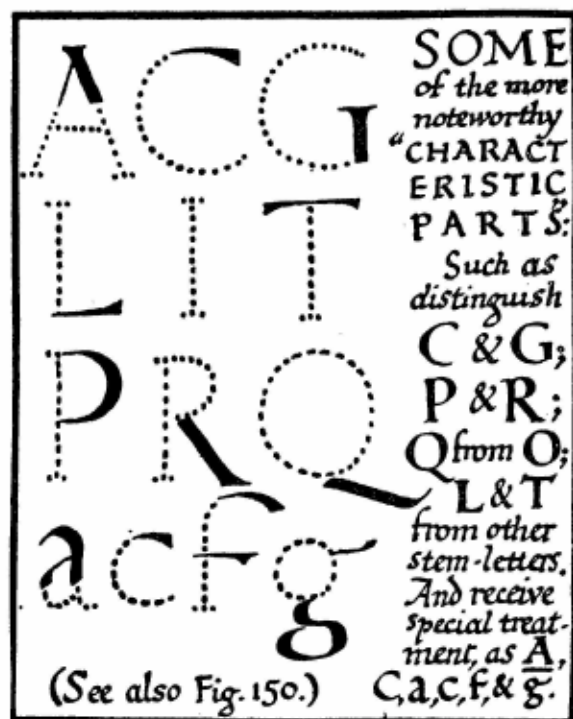 A C G
L I T
P R Q
a c f g
SOME
of the more
noteworthy
"CHARACT
ERISTIC"
PARTS:
Such as
distinguish
C & G;
P & R;
Q from O;
L & T
from other
stem-letters.
And receive
special treat-
ment, as A,
C, a, c, f, & g.
(See also Fig. 150.)